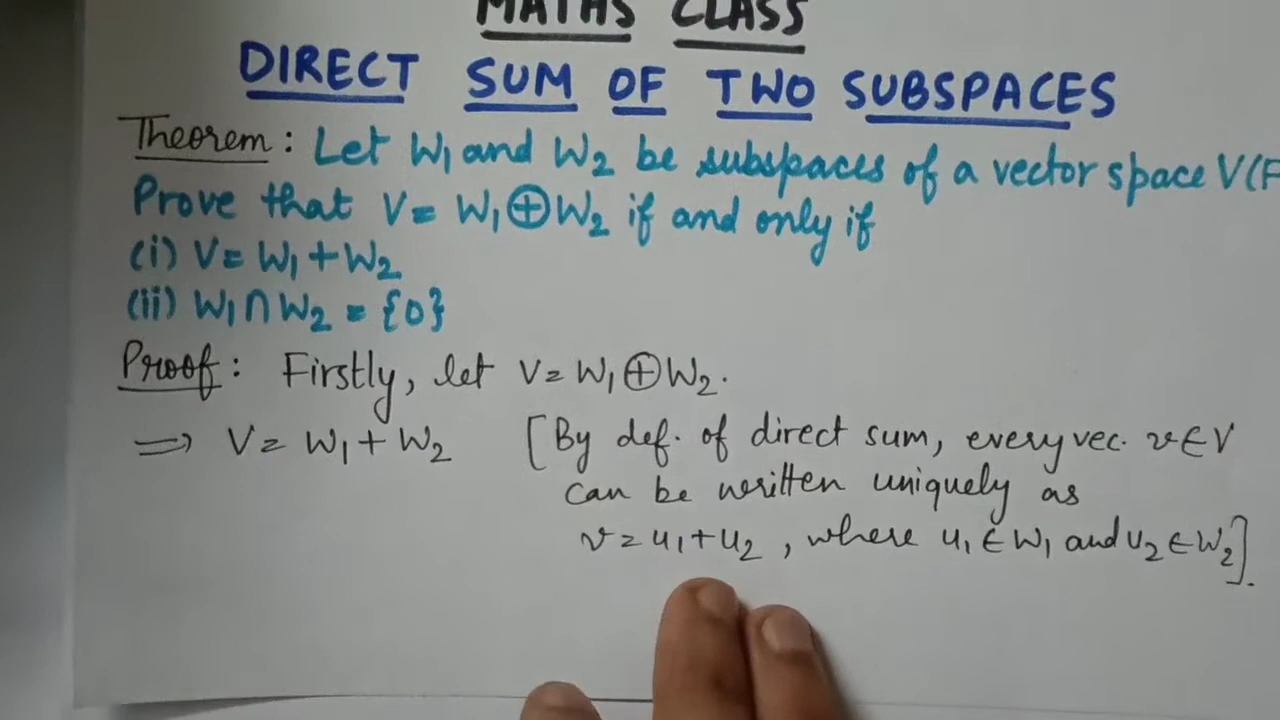 MATHS CLASS
DIRECT SUM OF TWO SUBSPACES
Theorem : Let W₁ and W₂ be subspaces of a vector space V(F
Prove that V = W₁ ⊕ W₂ if and only if
(i) V = W₁ + W₂
(ii) W₁ ∩ W₂ = {0}
Proof : Firstly, let V = W₁ ⊕ W₂.
⇒ V = W₁ + W₂ [By def. of direct sum, every vec. v ∈ V
can be written uniquely as
v = u₁ + u₂ , where u₁ ∈ W₁ and u₂ ∈ W₂].